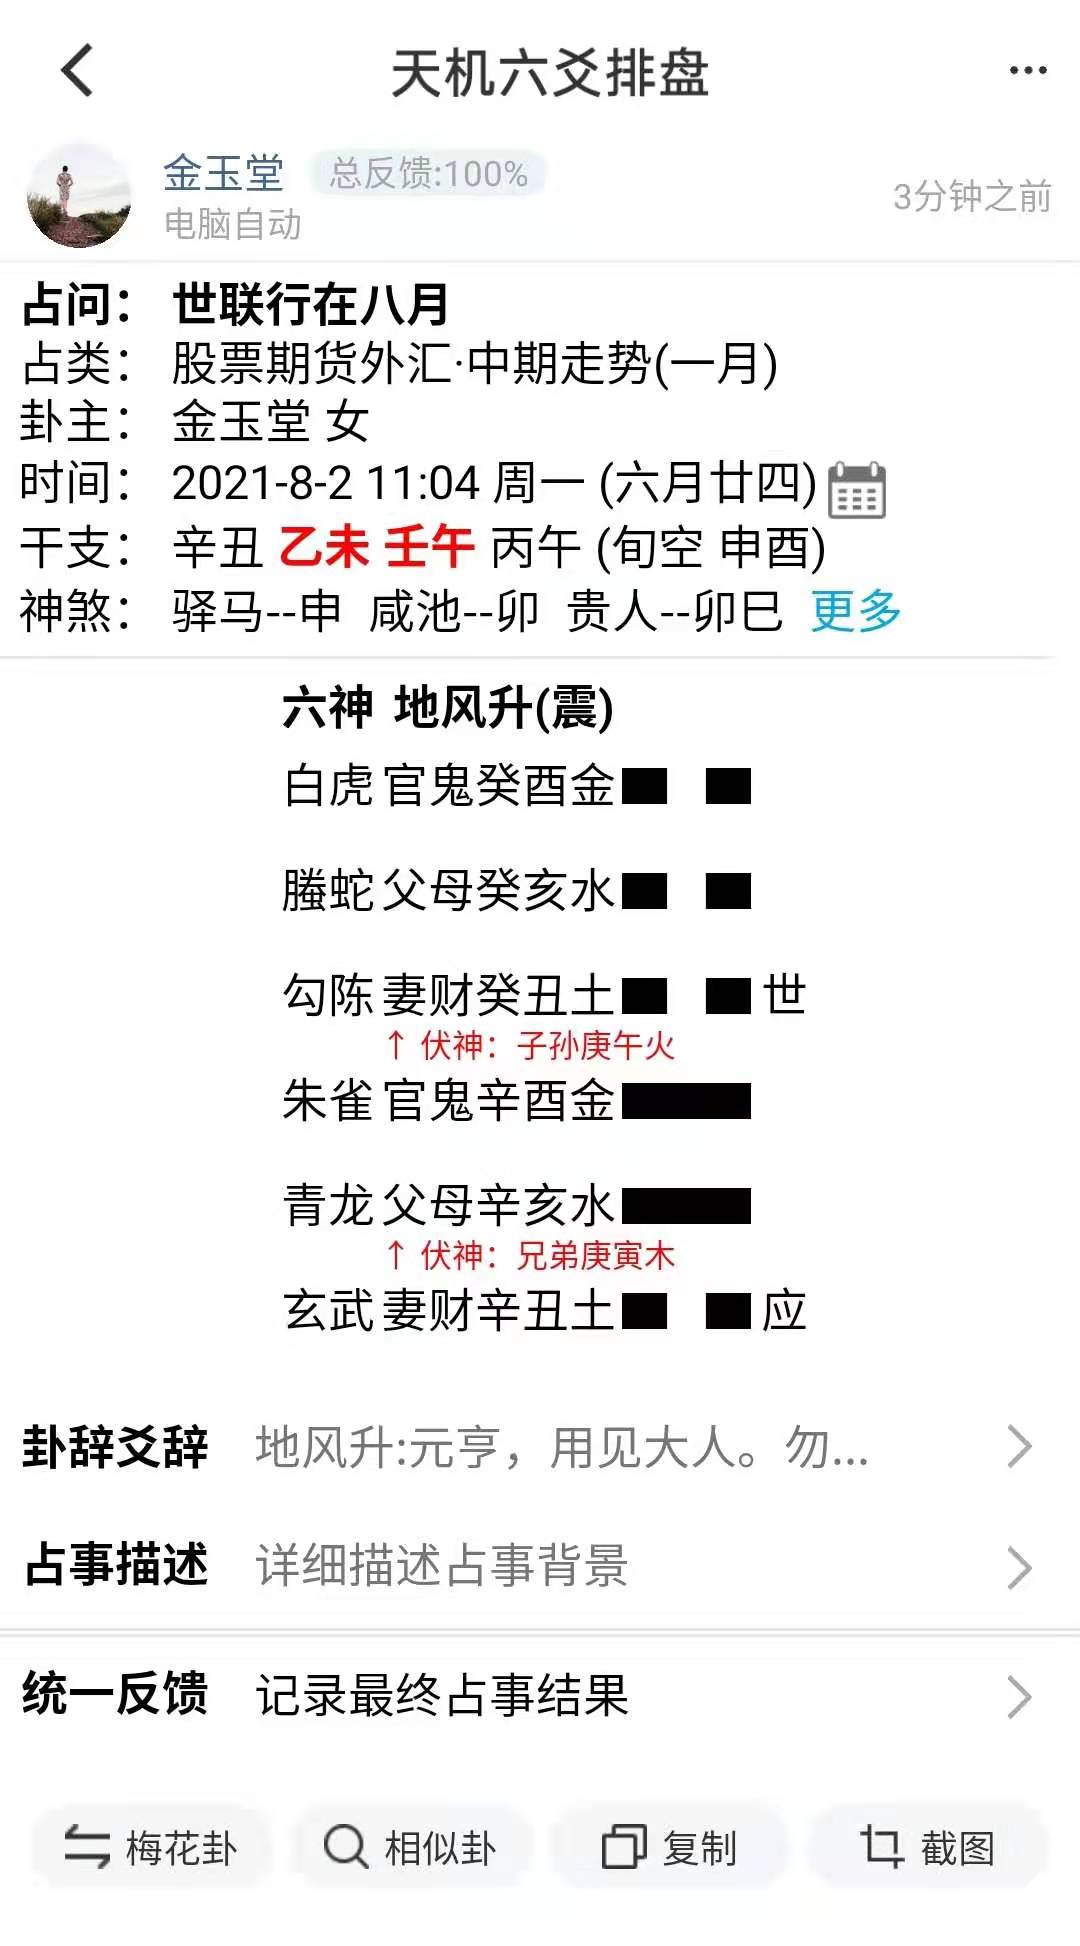 天机六爻排盘
金玉堂 总反馈:100%
电脑自动
3分钟之前
占问： 世联行在八月
占类： 股票期货外汇·中期走势(一月)
卦主： 金玉堂 女
时间： 2021-8-2 11:04 周一 (六月廿四)
干支： 辛丑 乙未 壬午 丙午 (旬空 申酉)
神煞： 驿马--申 咸池--卯 贵人--卯巳 更多
六神 地风升(震)
白虎 官鬼癸酉金
螣蛇 父母癸亥水
勾陈 妻财癸丑土 世
↑ 伏神：子孙庚午火
朱雀 官鬼辛酉金
青龙 父母辛亥水
↑ 伏神：兄弟庚寅木
玄武 妻财辛丑土 应
卦辞爻辞 地风升:元亨，用见大人。勿...
占事描述 详细描述占事背景
统一反馈 记录最终占事结果
梅花卦 相似卦 复制 截图